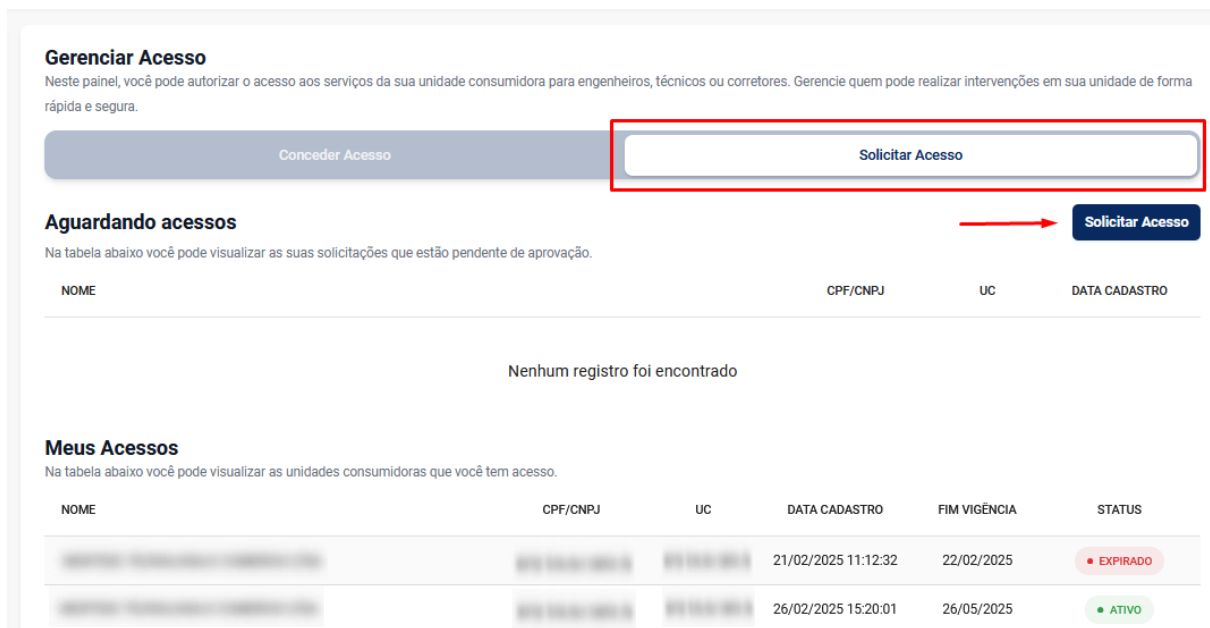 Gerenciar Acesso
Neste painel, você pode autorizar o acesso aos serviços da sua unidade consumidora para engenheiros, técnicos ou corretores. Gerencie quem pode realizar intervenções em sua unidade de forma
rápida e segura.
Conceder Acesso
Solicitar Acesso
Aguardando acessos
Solicitar Acesso
Na tabela abaixo você pode visualizar as suas solicitações que estão pendente de aprovação.
NOME CPF/CNPJ UC DATA CADASTRO
Nenhum registro foi encontrado
Meus Acessos
Na tabela abaixo você pode visualizar as unidades consumidoras que você tem acesso.
NOME CPF/CNPJ UC DATA CADASTRO FIM VIGÊNCIA STATUS
21/02/2025 11:12:32 22/02/2025 EXPIRADO
26/02/2025 15:20:01 26/05/2025 ATIVO